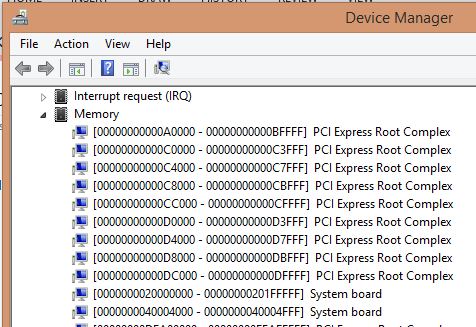 Device Manager
File Action View Help
Interrupt request (IRQ)
Memory
[00000000000A0000 - 00000000000BFFFF] PCI Express Root Complex
[00000000000C0000 - 00000000000C3FFF] PCI Express Root Complex
[00000000000C4000 - 00000000000C7FFF] PCI Express Root Complex
[00000000000C8000 - 00000000000CBFFF] PCI Express Root Complex
[00000000000CC000 - 00000000000CFFFF] PCI Express Root Complex
[00000000000D0000 - 00000000000D3FFF] PCI Express Root Complex
[00000000000D4000 - 00000000000D7FFF] PCI Express Root Complex
[00000000000D8000 - 00000000000DBFFF] PCI Express Root Complex
[00000000000DC000 - 00000000000DFFFF] PCI Express Root Complex
[0000000020000000 - 00000000201FFFFF] System board
[0000000040004000 - 0000000040004FFF] System board